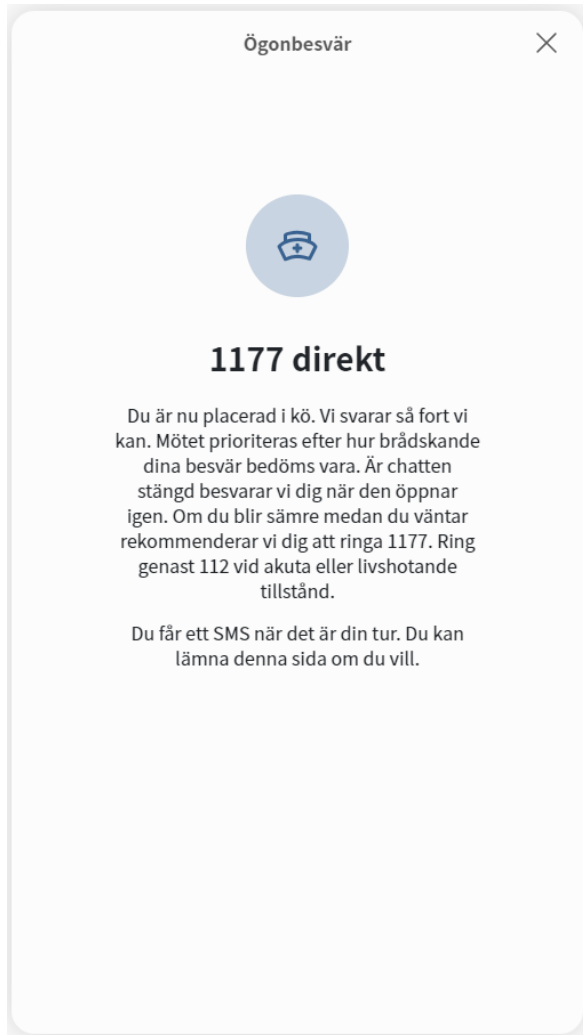 Ögonbesvär
1177 direkt
Du är nu placerad i kö. Vi svarar så fort vi
kan. Mötet prioriteras efter hur brådskande
dina besvär bedöms vara. Är chatten
stängd besvarar vi dig när den öppnar
igen. Om du blir sämre medan du väntar
rekommenderar vi dig att ringa 1177. Ring
genast 112 vid akuta eller livshotande
tillstånd.
Du får ett SMS när det är din tur. Du kan
lämna denna sida om du vill.